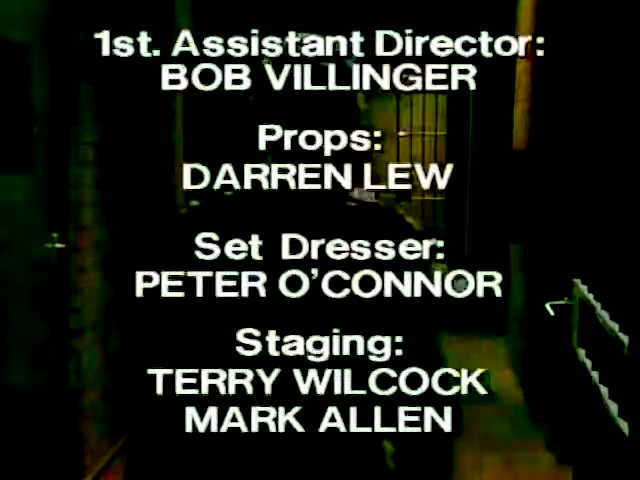 1st. Assistant Director:
BOB VILLINGER
Props:
DARREN LEW
Set Dresser:
PETER O'CONNOR
Staging:
TERRY WILCOCK
MARK ALLEN